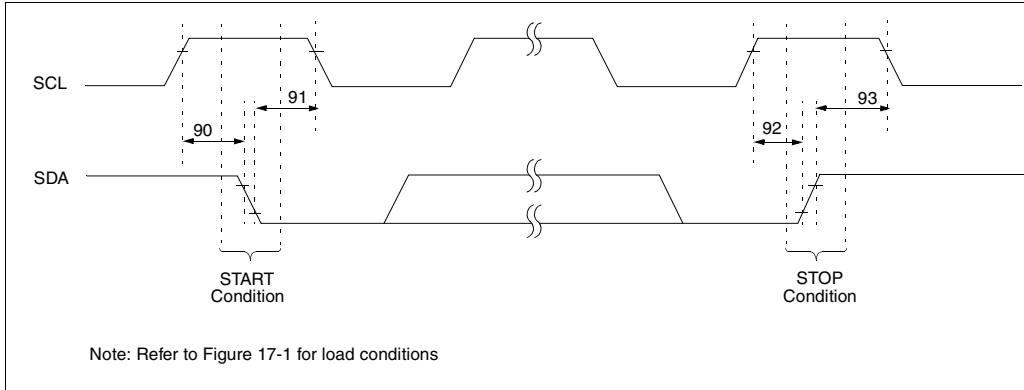 SCL
91
93
90
92
SDA
START
Condition
STOP
Condition
Note: Refer to Figure 17-1 for load conditions